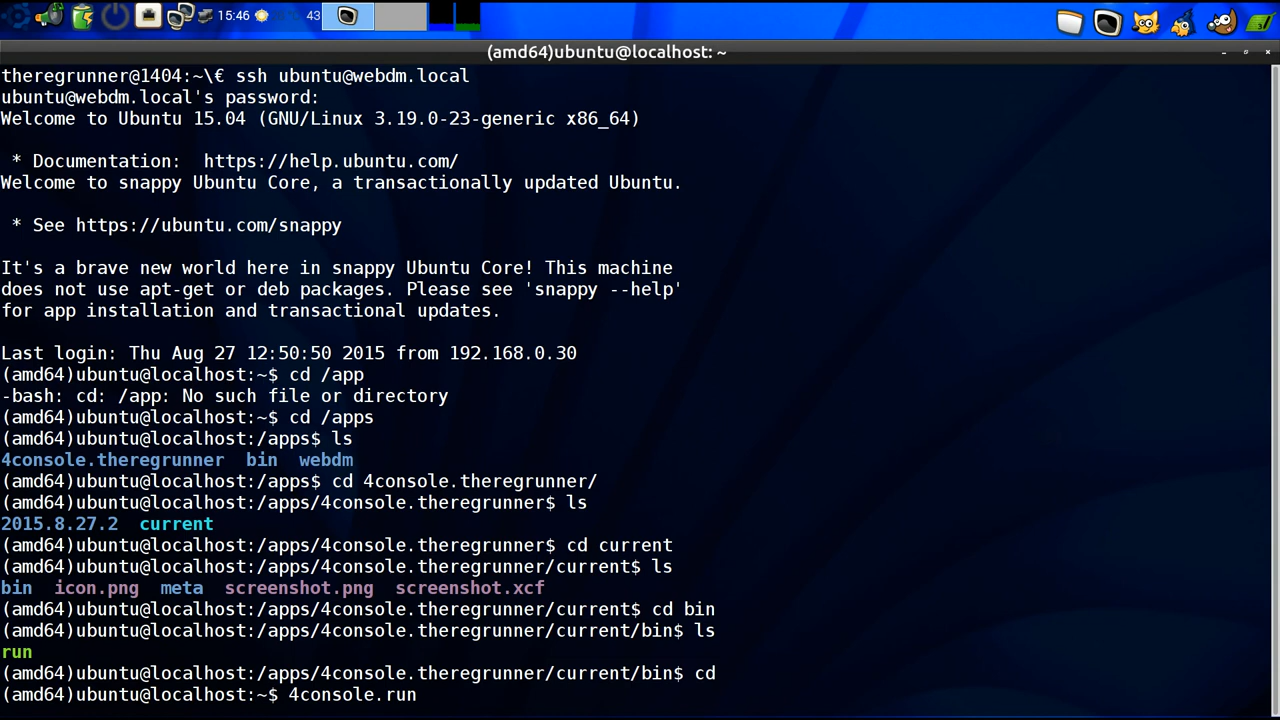 15:46
43
(amd64)ubuntu@localhost: ~
theregrunner@1404:~\€ ssh ubuntu@webdm.local
ubuntu@webdm.local's password:
Welcome to Ubuntu 15.04 (GNU/Linux 3.19.0-23-generic x86_64)
* Documentation:  https://help.ubuntu.com/
Welcome to snappy Ubuntu Core, a transactionally updated Ubuntu.
* See https://ubuntu.com/snappy
It's a brave new world here in snappy Ubuntu Core! This machine
does not use apt-get or deb packages. Please see 'snappy --help'
for app installation and transactional updates.
Last login: Thu Aug 27 12:50:50 2015 from 192.168.0.30
(amd64)ubuntu@localhost:~$ cd /app
-bash: cd: /app: No such file or directory
(amd64)ubuntu@localhost:~$ cd /apps
(amd64)ubuntu@localhost:/apps$ ls
4console.theregrunner  bin  webdm
(amd64)ubuntu@localhost:/apps$ cd 4console.theregrunner/
(amd64)ubuntu@localhost:/apps/4console.theregrunner$ ls
2015.8.27.2  current
(amd64)ubuntu@localhost:/apps/4console.theregrunner$ cd current
(amd64)ubuntu@localhost:/apps/4console.theregrunner/current$ ls
bin  icon.png  meta  screenshot.png  screenshot.xcf
(amd64)ubuntu@localhost:/apps/4console.theregrunner/current$ cd bin
(amd64)ubuntu@localhost:/apps/4console.theregrunner/current/bin$ ls
run
(amd64)ubuntu@localhost:/apps/4console.theregrunner/current/bin$ cd
(amd64)ubuntu@localhost:~$ 4console.run